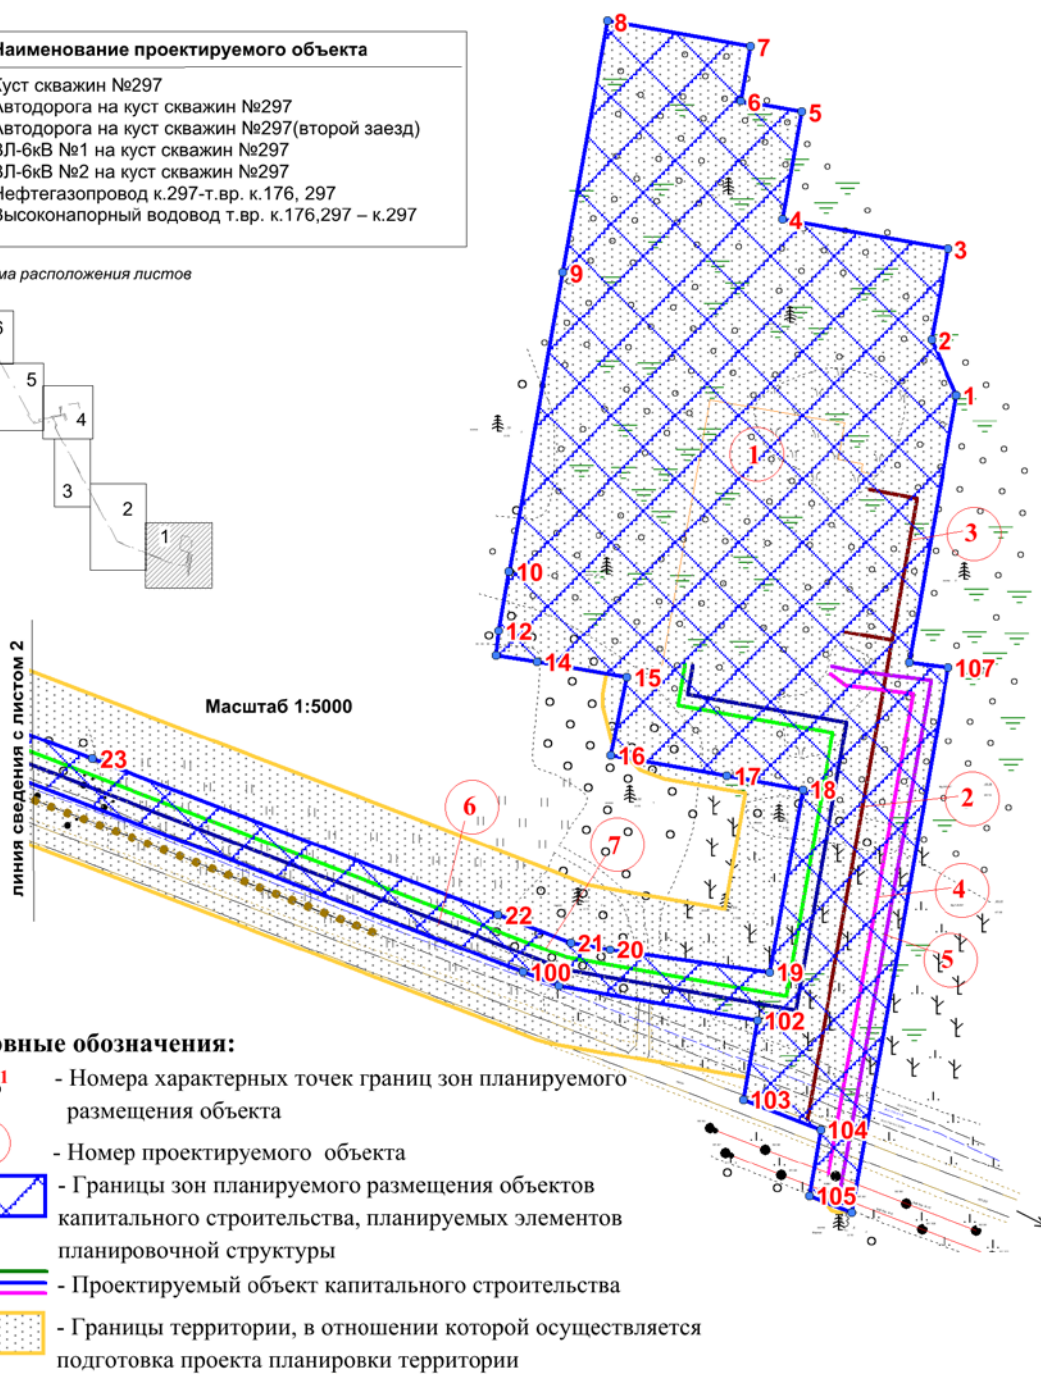 Наименование проектируемого объекта
Куст скважин №297
Автодорога на куст скважин №297
Автодорога на куст скважин №297(второй заезд)
ВЛ-6кВ №1 на куст скважин №297
ВЛ-6кВ №2 на куст скважин №297
Нефтегазопровод к.297-т.вр. к.176, 297
Высоконапорный водовод т.вр. к.176,297 – к.297
ма расположения листов
6
5
4
3
2
1
8
7
6
5
4
3
2
9
1
1
3
10
12
14
15
107
линия сведения с листом 2
Масштаб 1:5000
16
23
17
18
6
2
7
4
22
21
20
5
100
19
102
103
104
105
овные обозначения:
1
- Номера характерных точек границ зон планируемого
размещения объекта
- Номер проектируемого объекта
- Границы зон планируемого размещения объектов
капитального строительства, планируемых элементов
планировочной структуры
- Проектируемый объект капитального строительства
- Границы территории, в отношении которой осуществляется
подготовка проекта планировки территории